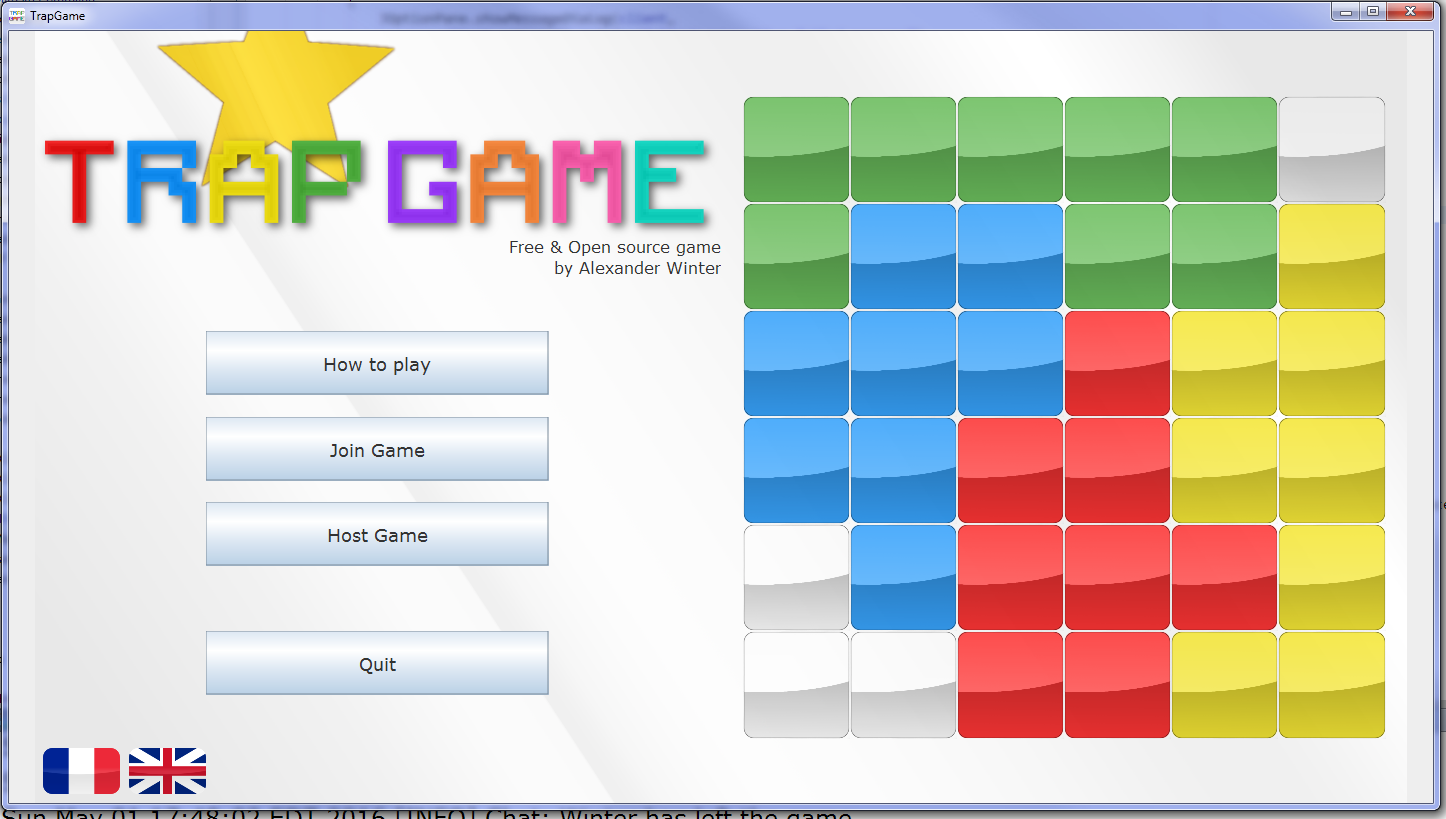 TrapGame
TRAP GAME
Free & Open source game
by Alexander Winter
How to play
Join Game
Host Game
Quit
Sun May 01 17:48:02 EDT 2016 [INFO] Chat: Winter has left the game